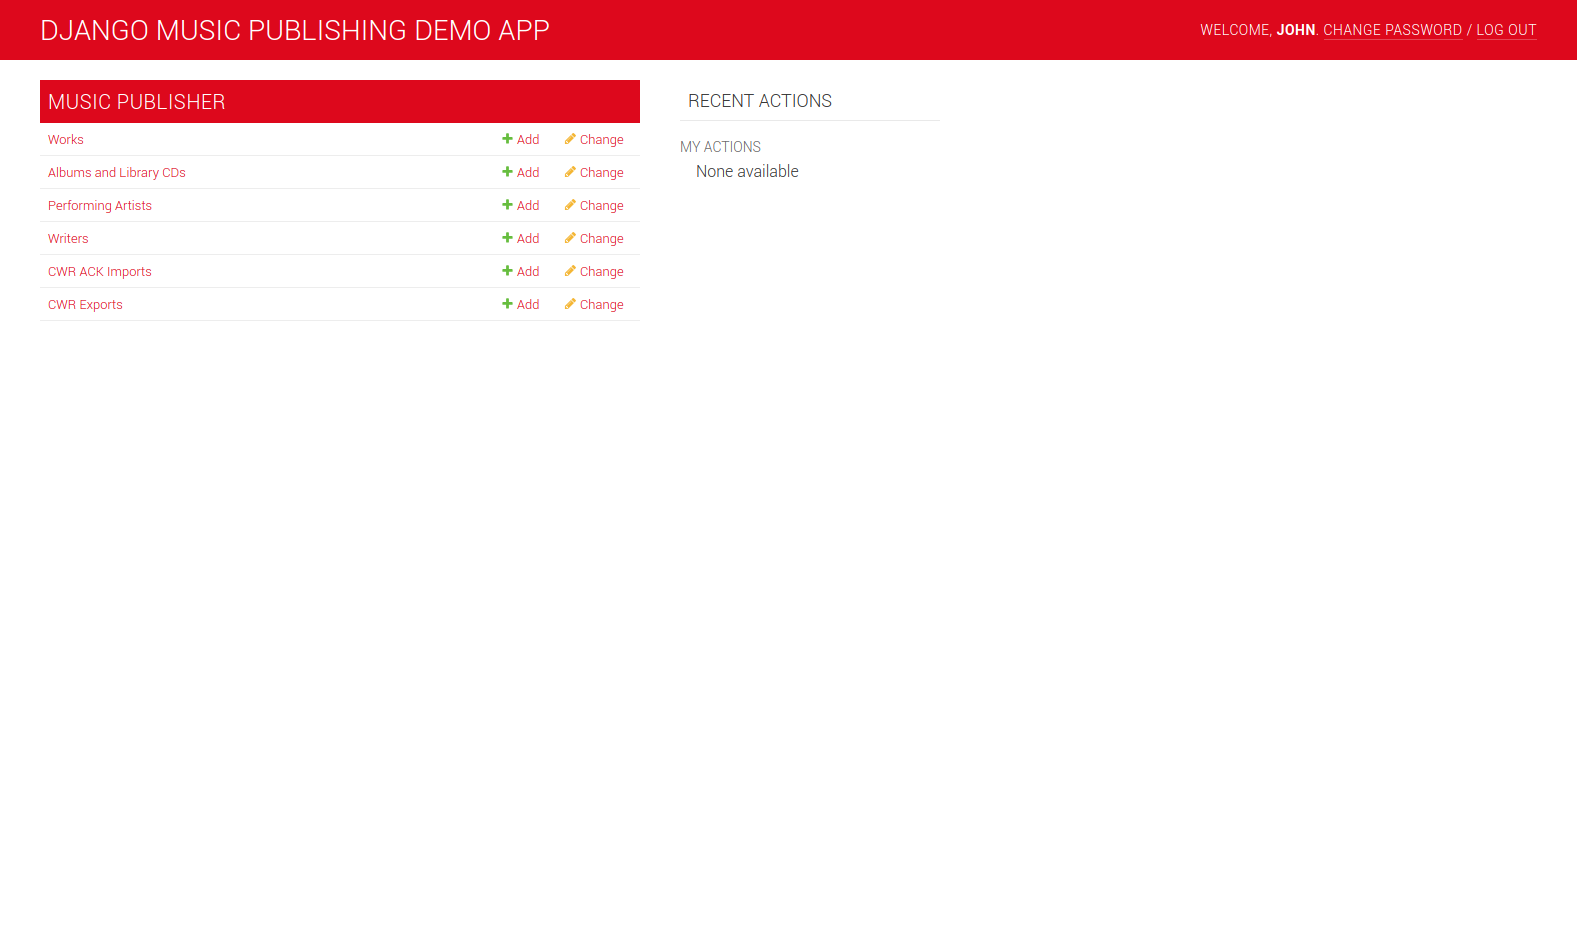 DJANGO MUSIC PUBLISHING DEMO APP
WELCOME, JOHN. CHANGE PASSWORD / LOG OUT
MUSIC PUBLISHER
Works Add Change
Albums and Library CDs Add Change
Performing Artists Add Change
Writers Add Change
CWR ACK Imports Add Change
CWR Exports Add Change
RECENT ACTIONS
MY ACTIONS
None available